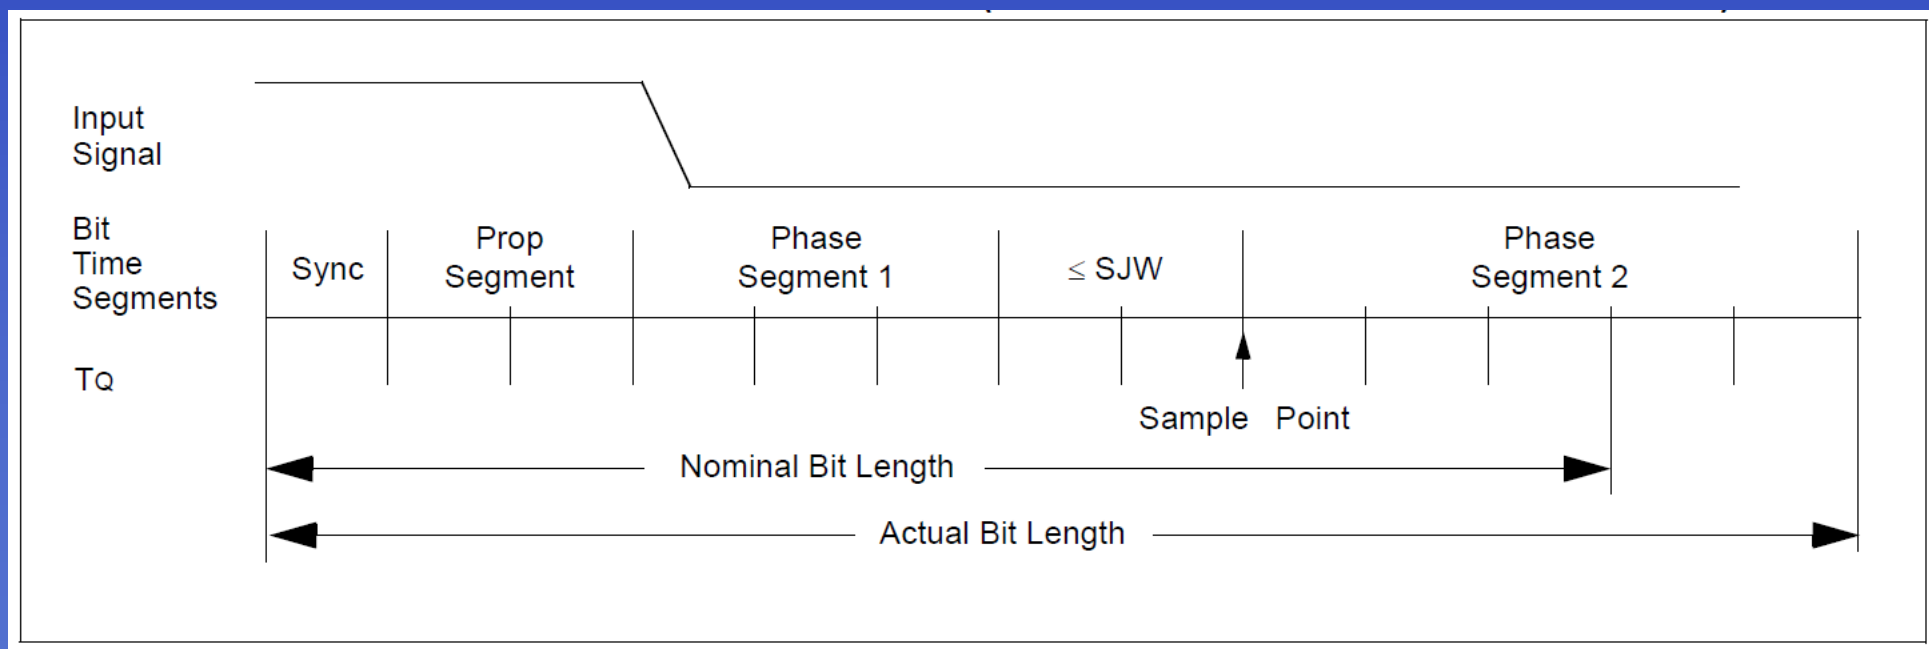 Input
Signal
Bit
Time
Segments
Sync
Prop
Segment
Phase
Segment 1
≤ SJW
Phase
Segment 2
TQ
Sample Point
Nominal Bit Length
Actual Bit Length